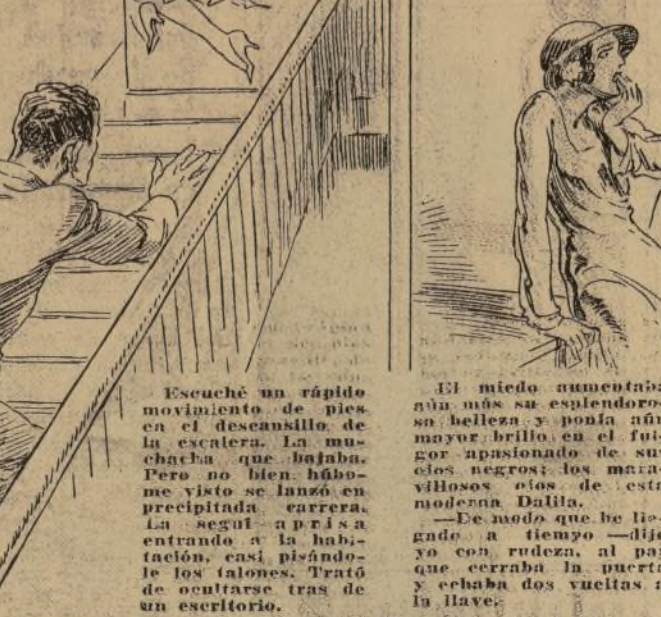 Escuché un rápido
movimiento de pies
en el descansillo de
la escalera. La mu-
chacha que bajaba.
Pero no bien húbo-
me visto se lanzó en
precipitada carrera.
La seguí aprisa
entrando a la habi-
tación, casi pisándo-
le los talones. Trató
de ocultarse tras de
un escritorio.
El miedo aumentaba
aún más su esplendoro-
sa belleza y ponía aún
mayor brillo en el ful-
gor apasionado de sus
ojos negros; los mara-
villosos ojos de esta
moderna Dalila.
—De modo que he lle-
gado a tiempo —dije
yo con rudeza, al par
que cerraba la puerta
y echaba dos vueltas a
la llave.